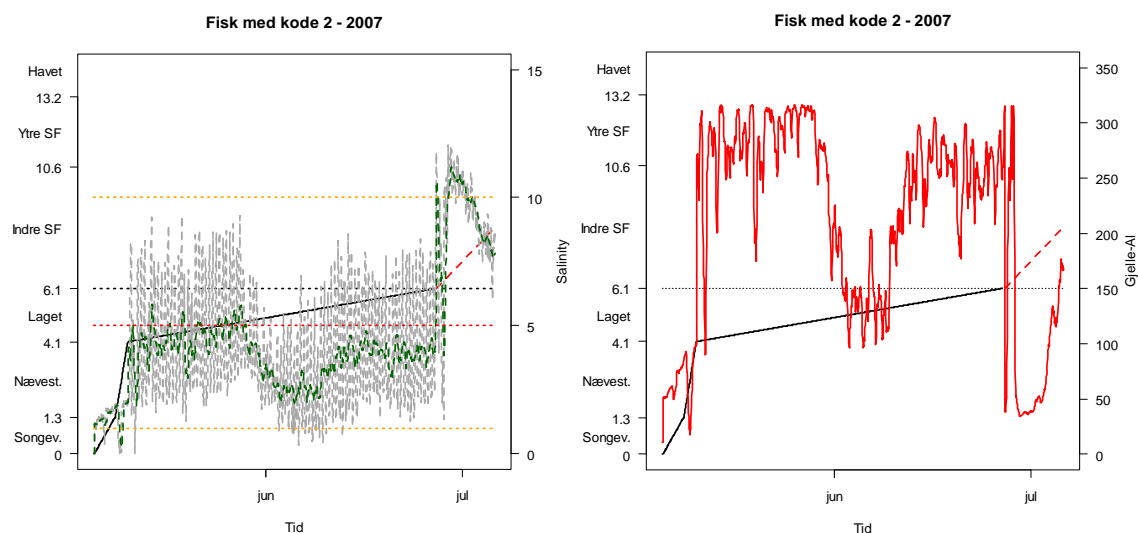 Fisk med kode 2 - 2007
Havet
13.2
Ytre SF
10.6
Indre SF
6.1
Laget
4.1
Nævest.
1.3
Songev.
0
15
10
5
0
Salinity
jun
jul
Tid
Fisk med kode 2 - 2007
Havet
13.2
Ytre SF
10.6
Indre SF
6.1
Laget
4.1
Nævest.
1.3
Songev.
0
350
300
250
200
150
100
50
0
Gjelle-Al
jun
jul
Tid